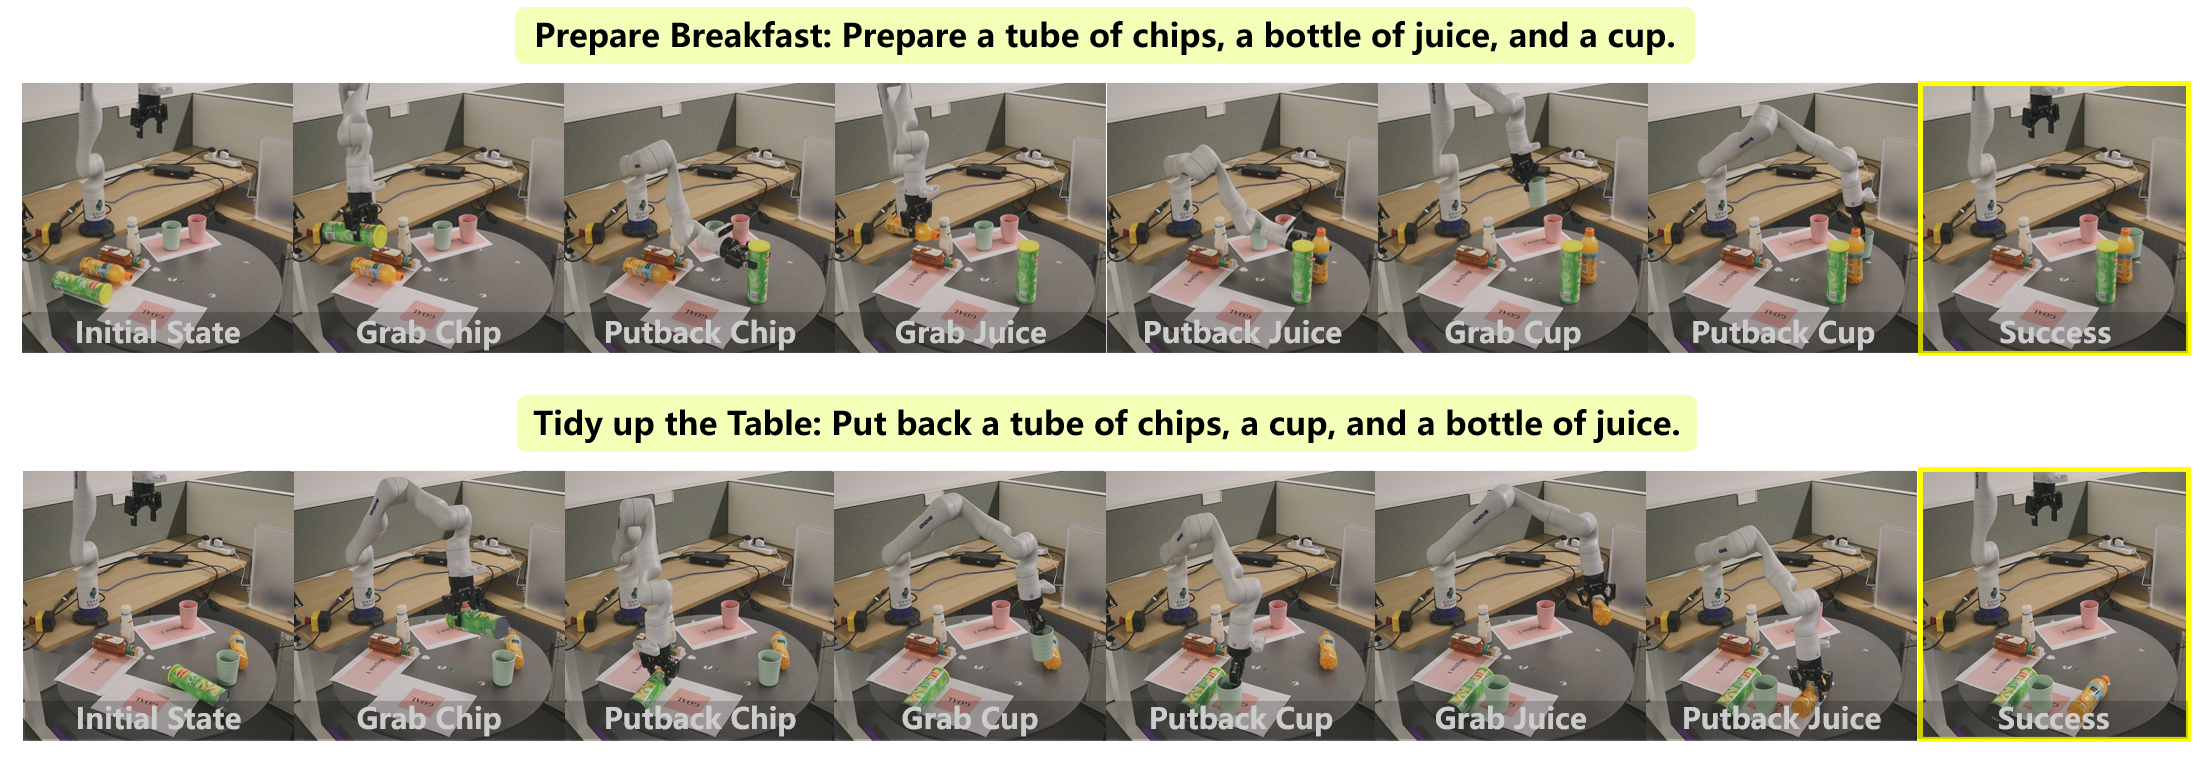 Prepare Breakfast: Prepare a tube of chips, a bottle of juice, and a cup.
Initial State
Grab Chip
Putback Chip
Grab Juice
Putback Juice
Grab Cup
Putback Cup
Success
Tidy up the Table: Put back a tube of chips, a cup, and a bottle of juice.
Initial State
Grab Chip
Putback Chip
Grab Cup
Putback Cup
Grab Juice
Putback Juice
Success